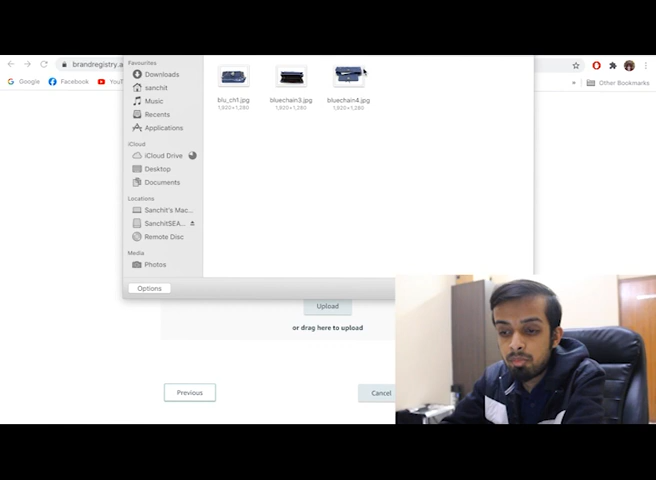 brandregistry.a
Google
Facebook
YouT
»
Other Bookmarks
Favourites
Downloads
sanchit
Music
Recents
Applications
iCloud
iCloud Drive
Desktop
Documents
Locations
Sanchit's Mac...
SanchitSEA...
Remote Disc
Media
Photos
blu_ch1.jpg
1,920×1,280
bluechain3.jpg
1,920×1,280
bluechain4.jpg
1,920×1,280
Options
Upload
or drag here to upload
Previous
Cancel